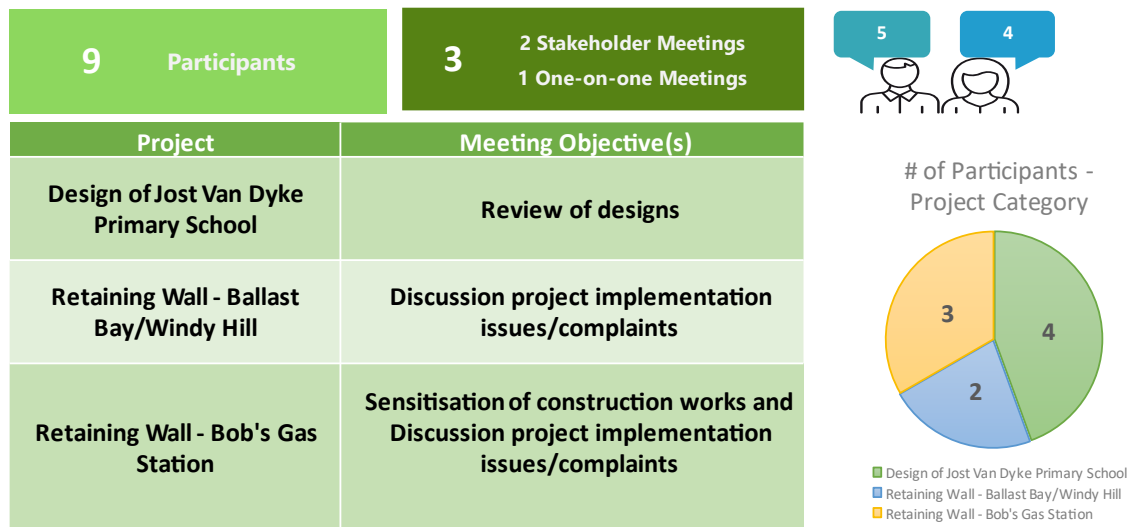 9 Participants
3
2 Stakeholder Meetings
1 One-on-one Meetings
5
4
Project
Meeting Objective(s)
Design of Jost Van Dyke
Primary School
Review of designs
Retaining Wall - Ballast
Bay/Windy Hill
Discussion project implementation
issues/complaints
Retaining Wall - Bob's Gas
Station
Sensitisation of construction works and
Discussion project implementation
issues/complaints
# of Participants -
Project Category
3
4
2
Design of Jost Van Dyke Primary School
Retaining Wall - Ballast Bay/Windy Hill
Retaining Wall - Bob's Gas Station